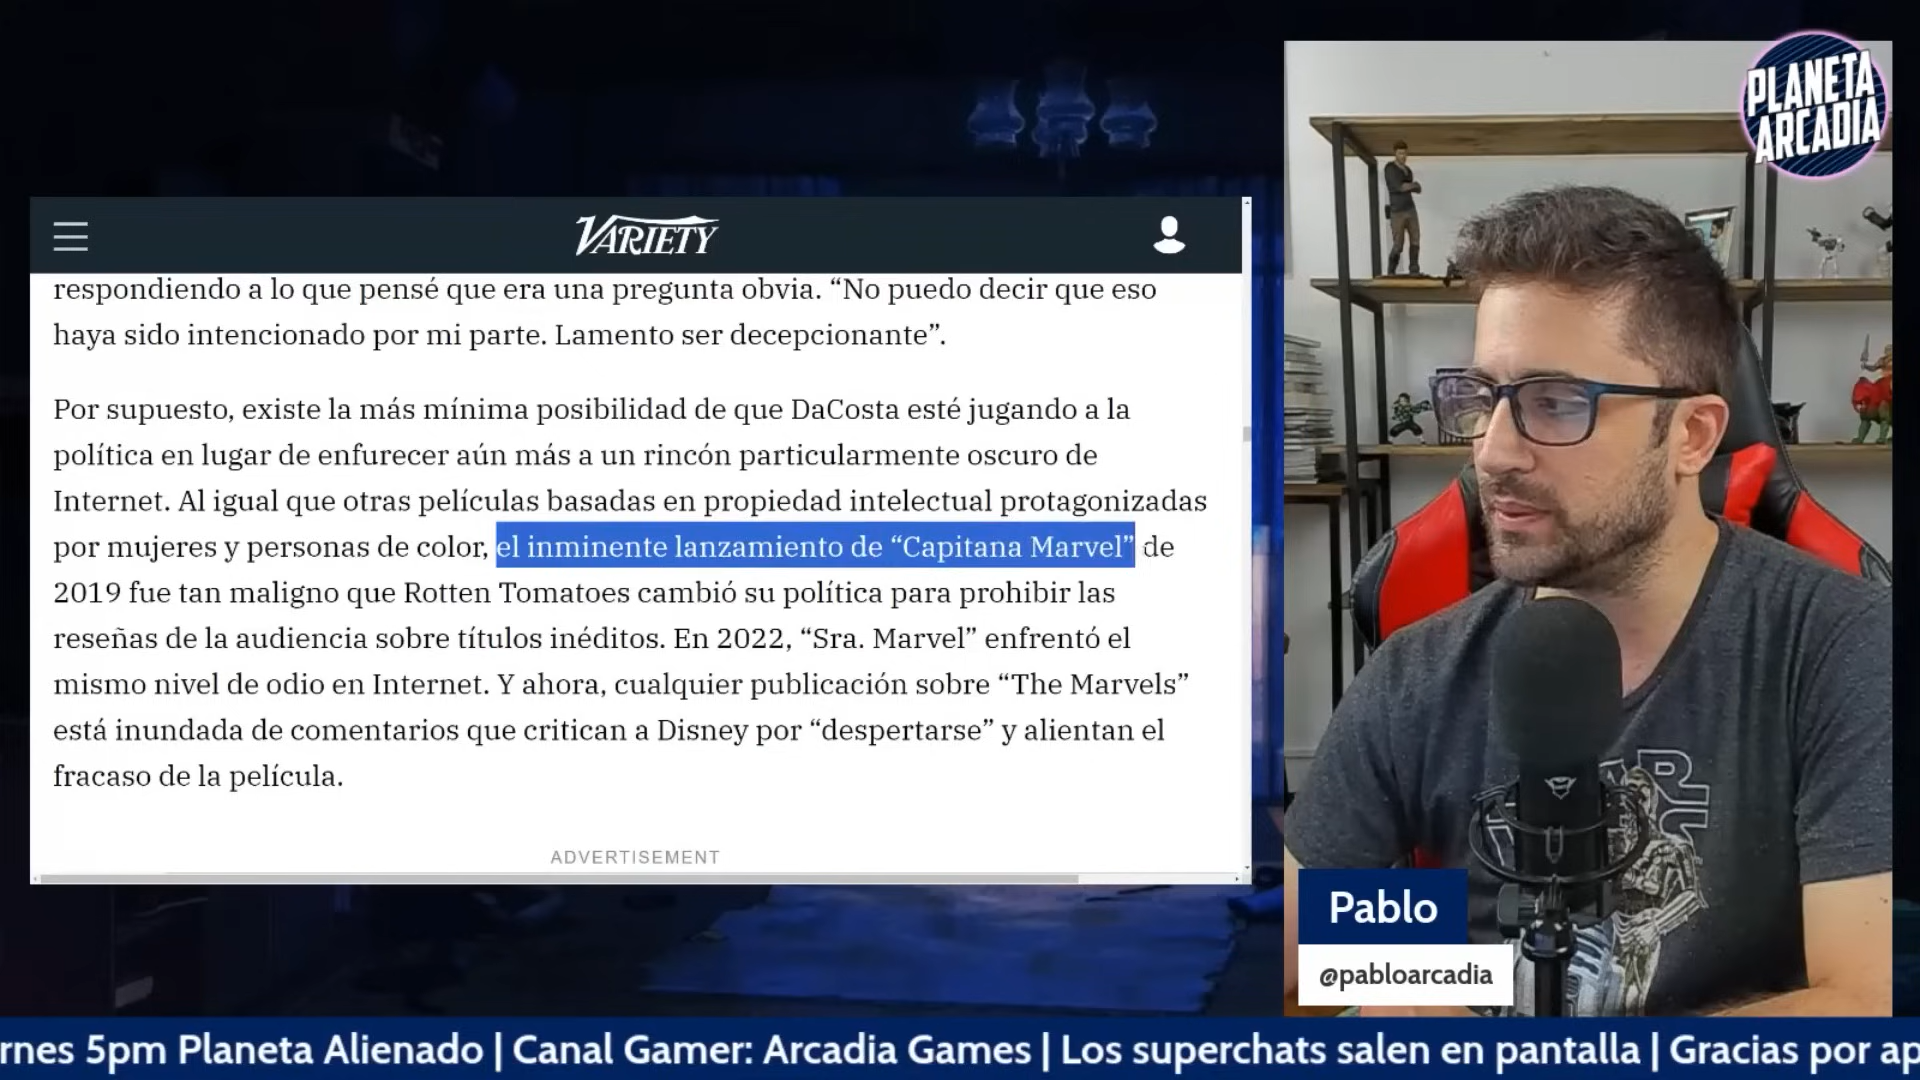 PLANETA
ARCADIA
VARIETY
respondiendo a lo que pensé que era una pregunta obvia. “No puedo decir que eso
haya sido intencionado por mi parte. Lamento ser decepcionante”.
Por supuesto, existe la más mínima posibilidad de que DaCosta esté jugando a la
política en lugar de enfurecer aún más a un rincón particularmente oscuro de
Internet. Al igual que otras películas basadas en propiedad intelectual protagonizadas
por mujeres y personas de color, el inminente lanzamiento de “Capitana Marvel” de
2019 fue tan maligno que Rotten Tomatoes cambió su política para prohibir las
reseñas de la audiencia sobre títulos inéditos. En 2022, “Sra. Marvel” enfrentó el
mismo nivel de odio en Internet. Y ahora, cualquier publicación sobre “The Marvels”
está inundada de comentarios que critican a Disney por “despertarse” y alientan el
fracaso de la película.
ADVERTISEMENT
Pablo
@pabloarcadia
rnes 5pm Planeta Alienado | Canal Gamer: Arcadia Games | Los superchats salen en pantalla | Gracias por ap